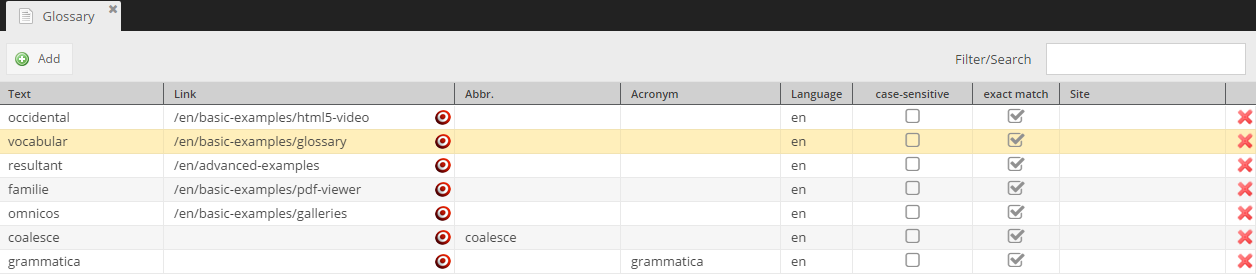 Glossary
Add
Filter/Search
Text Link Abbr. Acronym Language case-sensitive exact match Site
occidental /en/basic-examples/html5-video en
vocabular /en/basic-examples/glossary en
resultant /en/advanced-examples en
familie /en/basic-examples/pdf-viewer en
omnicos /en/basic-examples/galleries en
coalesce coalesce en
grammatica grammatica en